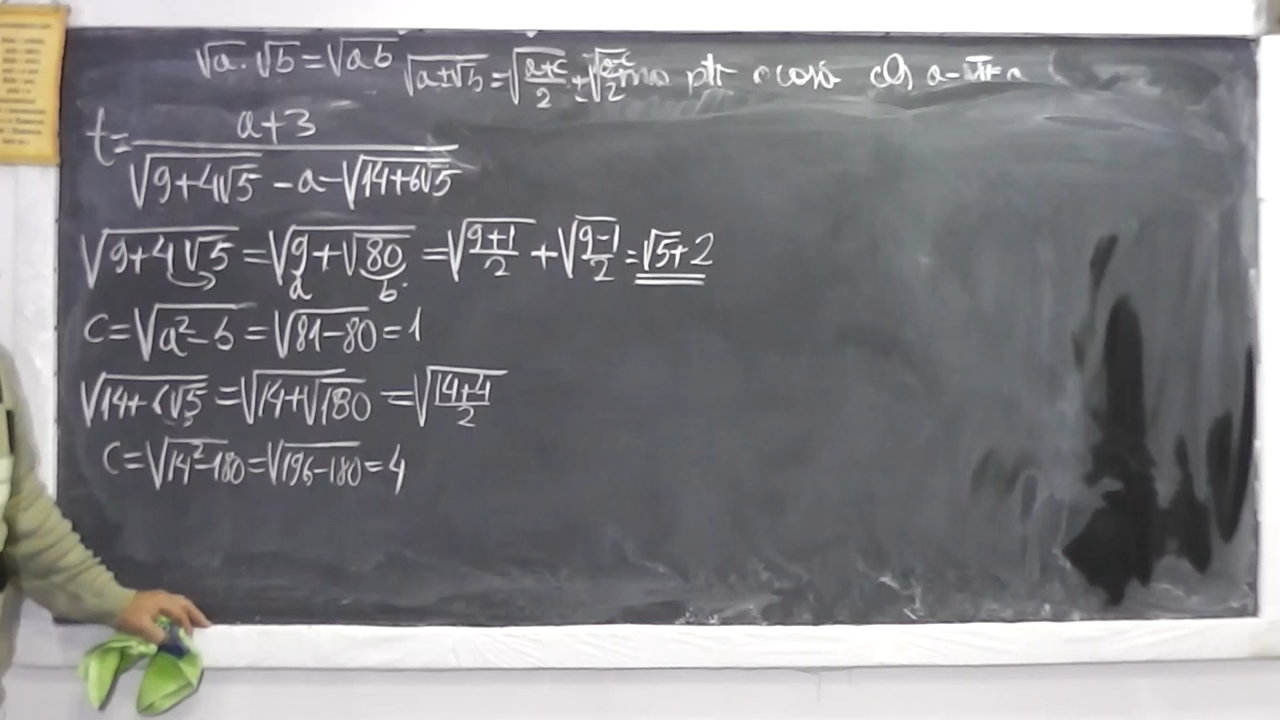 √a · √b = √ab √a±√b = √(a+c)/2 ± √(a-c)/2
t = (a+3)/(√9+4√5 - a - √14+6√5)
√9+4√5 = √9+√80 = √(9+1)/2 + √(9-1)/2 = √5+2
a b
C = √a²-b = √81-80 = 1
√14+6√5 = √14+√180 = √(14+4)/2
C = √14²-180 = √196-180 = 4